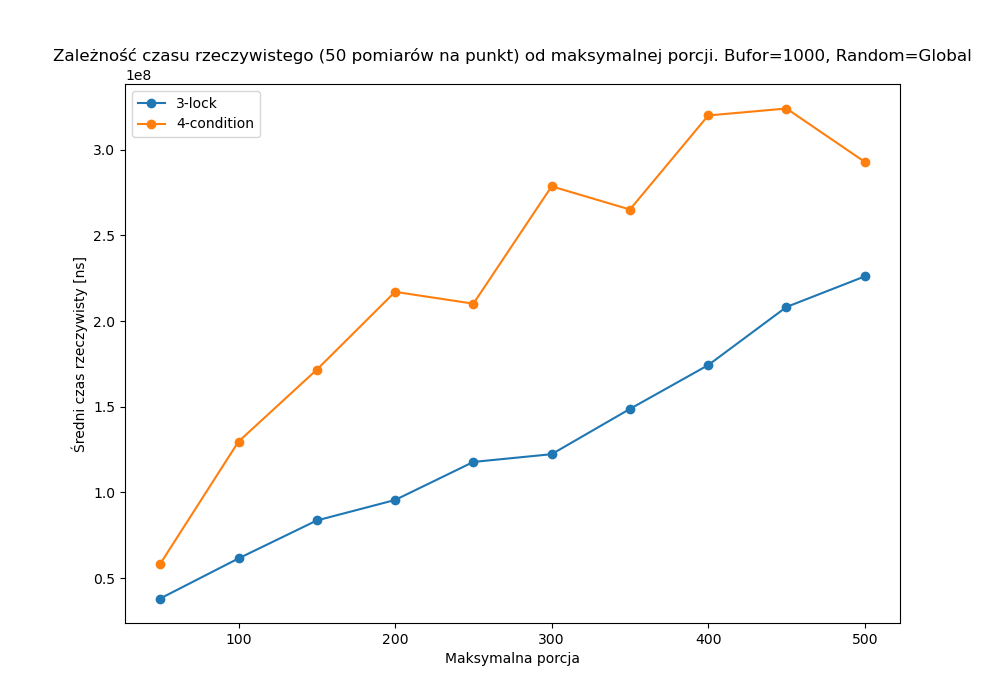 Zależność czasu rzeczywistego (50 pomiarów na punkt) od maksymalnej porcji. Bufor=1000, Random=Global
1e8
3-lock
4-condition
3.0
2.5
2.0
1.5
1.0
0.5
Średni czas rzeczywisty [ns]
100 200 300 400 500
Maksymalna porcja